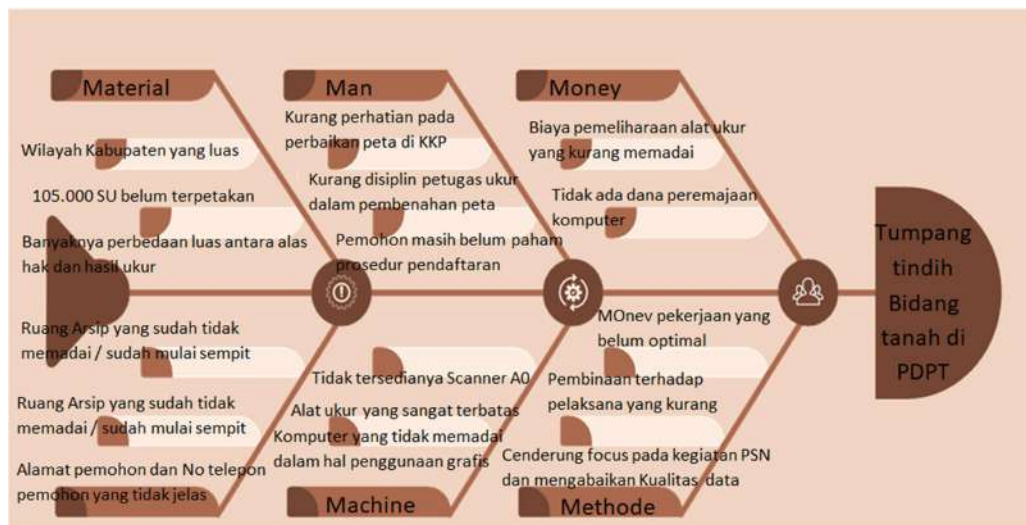 Material
Wilayah Kabupaten yang luas
105.000 SU belum terpetakan
Banyaknya perbedaan luas antara alas
hak dan hasil ukur
Man
Kurang perhatian pada
perbaikan peta di KKP
Kurang disiplin petugas ukur
dalam pembenahan peta
Pemohon masih belum paham
prosedur pendaftaran
Money
Biaya pemeliharaan alat ukur
yang kurang memadai
Tidak ada dana peremajaan
komputer
Tumpang
tindih
Bidang
tanah di
PDPT
Ruang Arsip yang sudah tidak
memadai / sudah mulai sempit
Ruang Arsip yang sudah tidak
memadai / sudah mulai sempit
Alamat pemohon dan No telepon
pemohon yang tidak jelas
Tidak tersedianya Scanner A0
Alat ukur yang sangat terbatas
Komputer yang tidak memadai
dalam hal penggunaan grafis
Machine
MOnev pekerjaan yang
belum optimal
Pembinaan terhadap
pelaksana yang kurang
Cenderung focus pada kegiatan PSN
dan mengabaikan Kualitas data
Methode